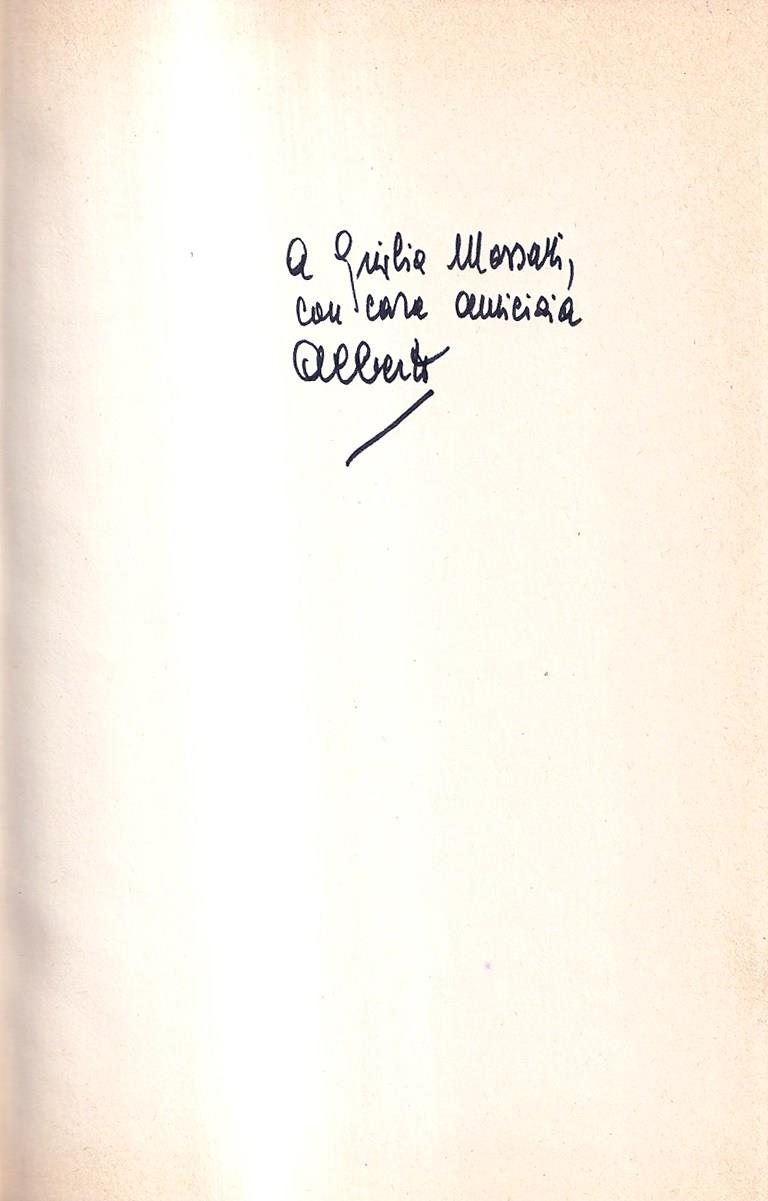 A Giulia Massari,
con cara amicizia
Alberto